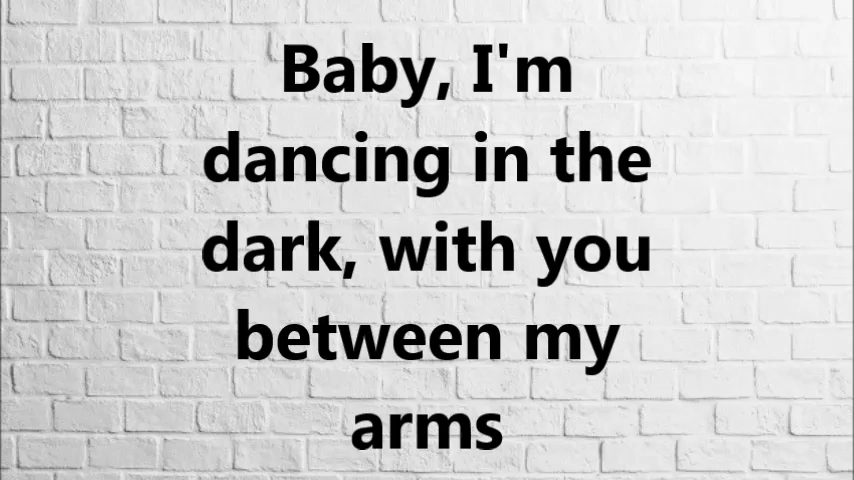 Baby, I'm
dancing in the
dark, with you
between my
arms